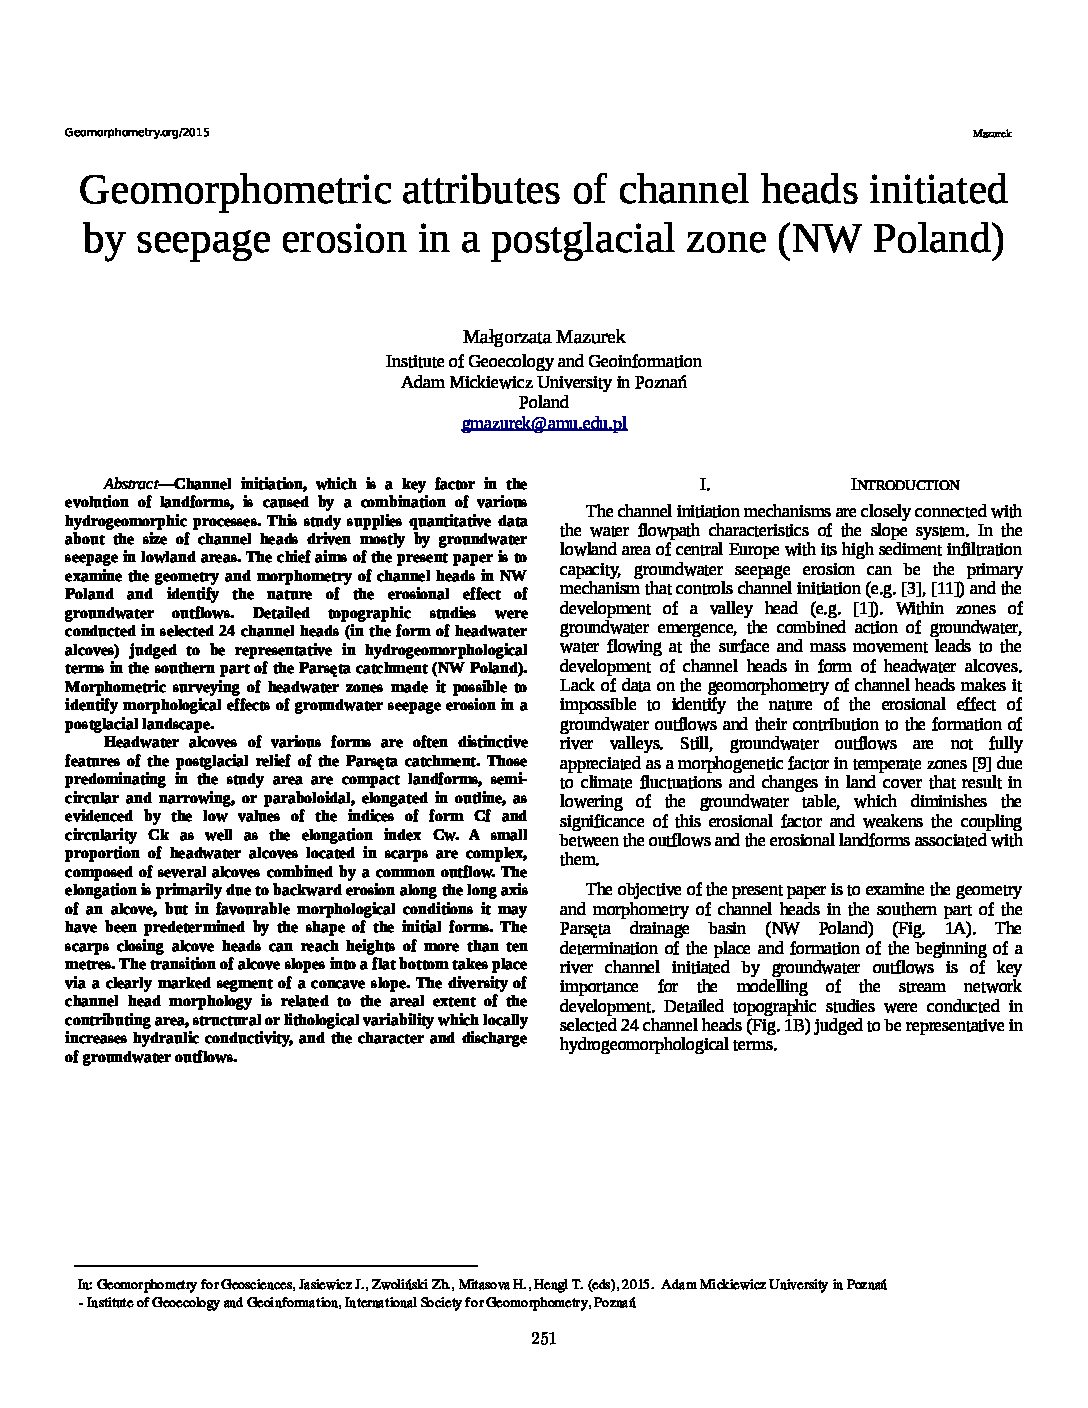 Geomorphometry.org/2015
Mazurek
Geomorphometric attributes of channel heads initiated
by seepage erosion in a postglacial zone (NW Poland)
Małgorzata Mazurek
Institute of Geoecology and Geoinformation
Adam Mickiewicz University in Poznań
Poland
gmazurek@amu.edu.pl
Abstract—Channel initiation, which is a key factor in the
evolution of landforms, is caused by a combination of various
hydrogeomorphic processes. This study supplies quantitative data
about the size of channel heads driven mostly by groundwater
seepage in lowland areas. The chief aims of the present paper is to
examine the geometry and morphometry of channel heads in NW
Poland and identify the nature of the erosional effect of
groundwater outflows. Detailed topographic studies were
conducted in selected 24 channel heads (in the form of headwater
alcoves) judged to be representative in hydrogeomorphological
terms in the southern part of the Parsęta catchment (NW Poland).
Morphometric surveying of headwater zones made it possible to
identify morphological effects of groundwater seepage erosion in a
postglacial landscape.
Headwater alcoves of various forms are often distinctive
features of the postglacial relief of the Parsęta catchment. Those
predominating in the study area are compact landforms, semi-
circular and narrowing, or paraboloidal, elongated in outline, as
evidenced by the low values of the indices of form Cf and
circularity Ck as well as the elongation index Cw. A small
proportion of headwater alcoves located in scarps are complex,
composed of several alcoves combined by a common outflow. The
elongation is primarily due to backward erosion along the long axis
of an alcove, but in favourable morphological conditions it may
have been predetermined by the shape of the initial forms. The
scarps closing alcove heads can reach heights of more than ten
metres. The transition of alcove slopes into a flat bottom takes place
via a clearly marked segment of a concave slope. The diversity of
channel head morphology is related to the areal extent of the
contributing area, structural or lithological variability which locally
increases hydraulic conductivity, and the character and discharge
of groundwater outflows.
I. INTRODUCTION
The channel initiation mechanisms are closely connected with
the water flowpath characteristics of the slope system. In the
lowland area of central Europe with its high sediment infiltration
capacity, groundwater seepage erosion can be the primary
mechanism that controls channel initiation (e.g. [3], [11]) and the
development of a valley head (e.g. [1]). Within zones of
groundwater emergence, the combined action of groundwater,
water flowing at the surface and mass movement leads to the
development of channel heads in form of headwater alcoves.
Lack of data on the geomorphometry of channel heads makes it
impossible to identify the nature of the erosional effect of
groundwater outflows and their contribution to the formation of
river valleys. Still, groundwater outflows are not fully
appreciated as a morphogenetic factor in temperate zones [9] due
to climate fluctuations and changes in land cover that result in
lowering of the groundwater table, which diminishes the
significance of this erosional factor and weakens the coupling
between the outflows and the erosional landforms associated with
them.
The objective of the present paper is to examine the geometry
and morphometry of channel heads in the southern part of the
Parsęta drainage basin (NW Poland) (Fig. 1A). The
determination of the place and formation of the beginning of a
river channel initiated by groundwater outflows is of key
importance for the modelling of the stream network
development. Detailed topographic studies were conducted in
selected 24 channel heads (Fig. 1B) judged to be representative in
hydrogeomorphological terms.
In: Geomorphometry for Geosciences, Jasiewicz J., Zwoliński Zb., Mitasova H., Hengl T. (eds), 2015. Adam Mickiewicz University in Poznań
- Institute of Geoecology and Geoinformation, International Society for Geomorphometry, Poznań
251